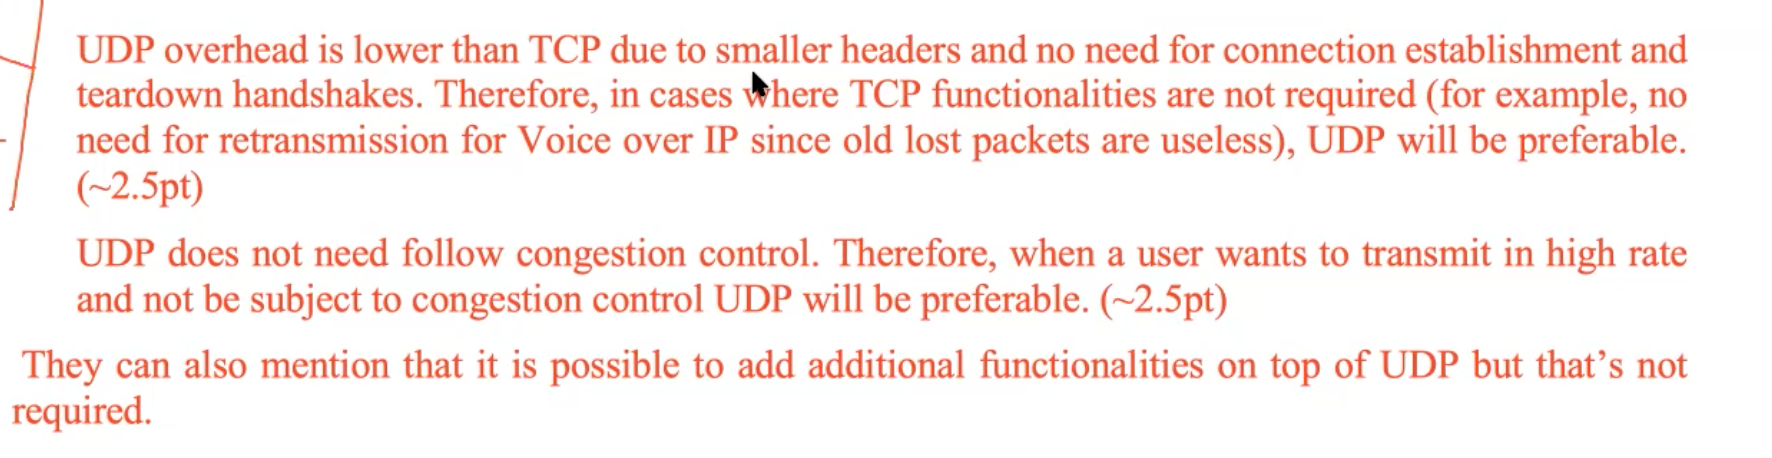 UDP overhead is lower than TCP due to smaller headers and no need for connection establishment and
teardown handshakes. Therefore, in cases where TCP functionalities are not required (for example, no
need for retransmission for Voice over IP since old lost packets are useless), UDP will be preferable.
(~2.5pt)
UDP does not need follow congestion control. Therefore, when a user wants to transmit in high rate
and not be subject to congestion control UDP will be preferable. (~2.5pt)
They can also mention that it is possible to add additional functionalities on top of UDP but that’s not
required.